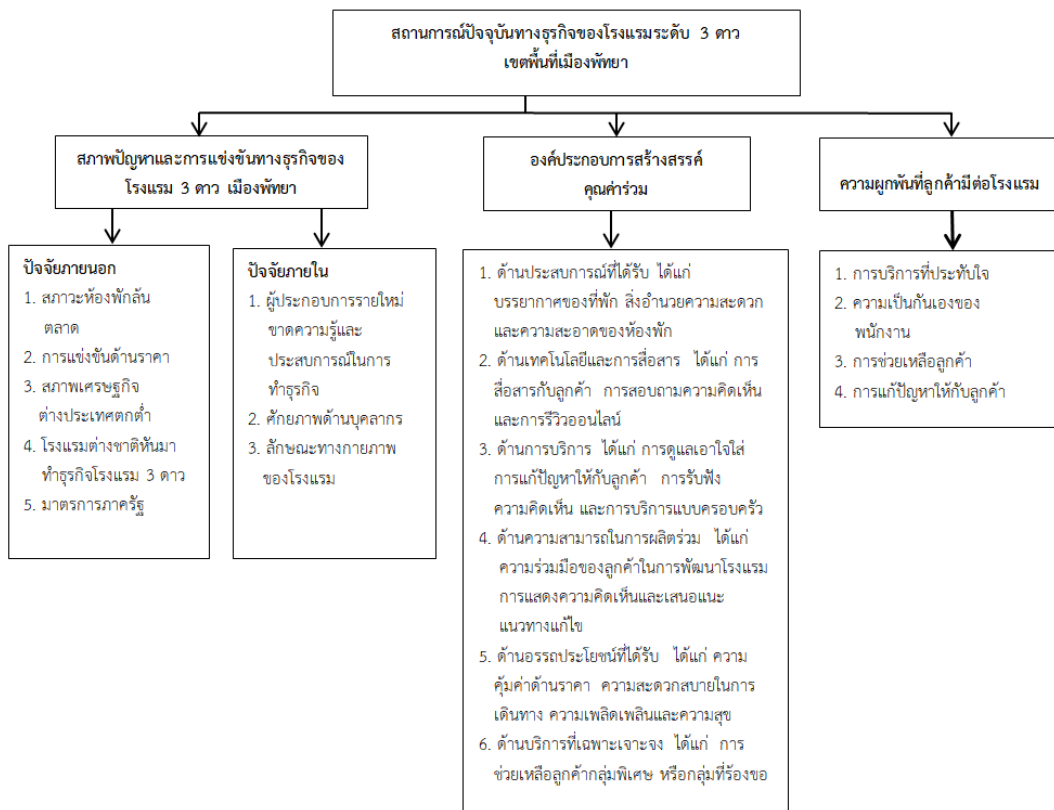 สถานการณ์ปัจจุบันทางธุรกิจของโรงแรมระดับ 3 ดาว
เขตพื้นที่เมืองพัทยา
สภาพปัญหาและการแข่งขันทางธุรกิจของ
โรงแรม 3 ดาว เมืองพัทยา
องค์ประกอบการสร้างสรรค์
คุณค่าร่วม
ความผูกพันที่ลูกค้ามีต่อโรงแรม
ปัจจัยภายนอก
1. สภาวะห้องพักล้น
ตลาด
2. การแข่งขันด้านราคา
3. สภาพเศรษฐกิจ
ต่างประเทศตกต่ำ
4. โรงแรมต่างชาติหันมา
ทำธุรกิจโรงแรม 3 ดาว
5. มาตรการภาครัฐ
ปัจจัยภายใน
1. ผู้ประกอบการรายใหม่
ขาดความรู้และ
ประสบการณ์ในการ
ทำธุรกิจ
2. ศักยภาพด้านบุคลากร
3. ลักษณะทางกายภาพ
ของโรงแรม
1. ด้านประสบการณ์ที่ได้รับ ได้แก่
บรรยากาศของที่พัก สิ่งอำนวยความสะดวก
และความสะอาดของห้องพัก
2. ด้านเทคโนโลยีและการสื่อสาร ได้แก่ การ
สื่อสารกับลูกค้า การสอบถามความคิดเห็น
และการรีวิวออนไลน์
3. ด้านการบริการ ได้แก่ การดูแลเอาใจใส่
การแก้ปัญหาให้กับลูกค้า การรับฟัง
ความคิดเห็น และการบริการแบบครอบครัว
4. ด้านความสามารถในการผลิตร่วม ได้แก่
ความร่วมมือของลูกค้าในการพัฒนาโรงแรม
การแสดงความคิดเห็นและเสนอแนะ
แนวทางแก้ไข
5. ด้านอรรถประโยชน์ที่ได้รับ ได้แก่ ความ
คุ้มค่าด้านราคา ความสะดวกสบายในการ
เดินทาง ความเพลิดเพลินและความสุข
6. ด้านบริการที่เฉพาะเจาะจง ได้แก่ การ
ช่วยเหลือลูกค้ากลุ่มพิเศษ หรือกลุ่มที่ร้องขอ
1. การบริการที่ประทับใจ
2. ความเป็นกันเองของ
พนักงาน
3. การช่วยเหลือลูกค้า
4. การแก้ปัญหาให้กับลูกค้า